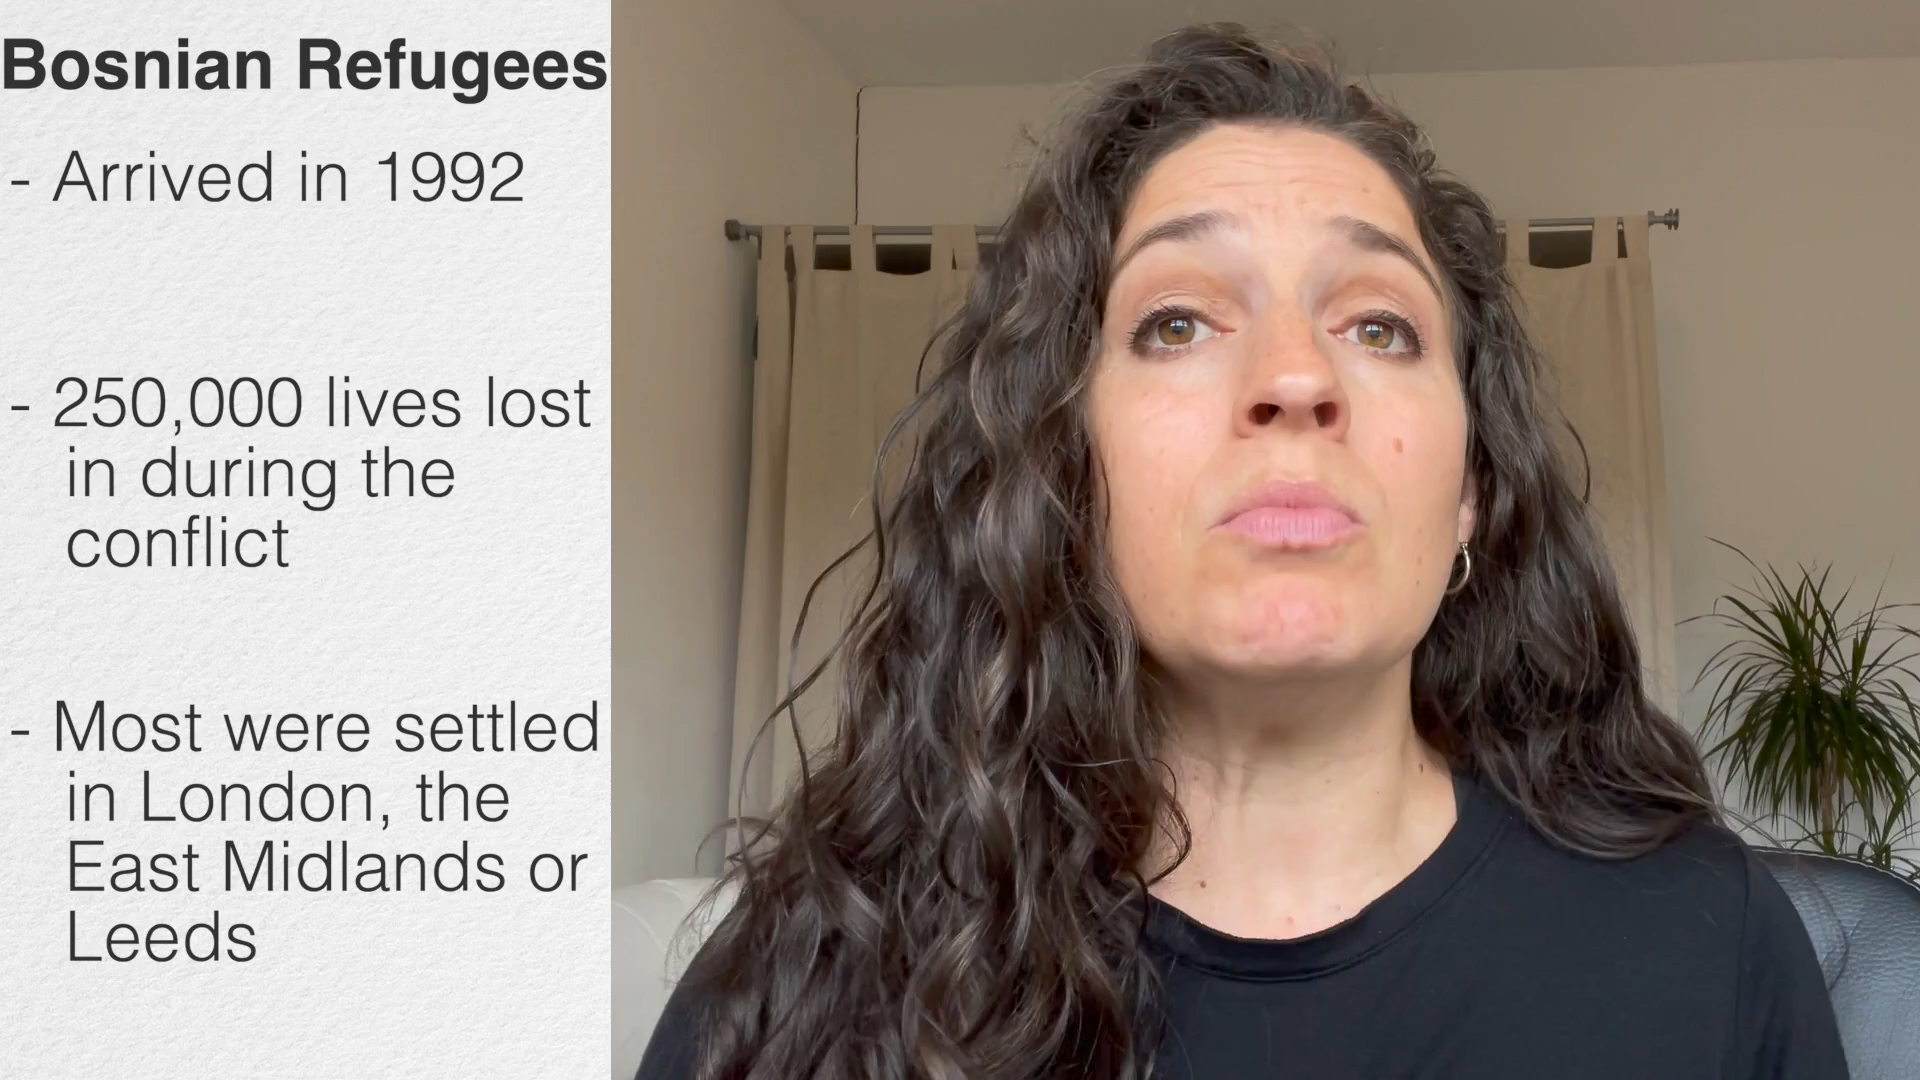 Bosnian Refugees
- Arrived in 1992
- 250,000 lives lost
in during the
conflict
- Most were settled
in London, the
East Midlands or
Leeds